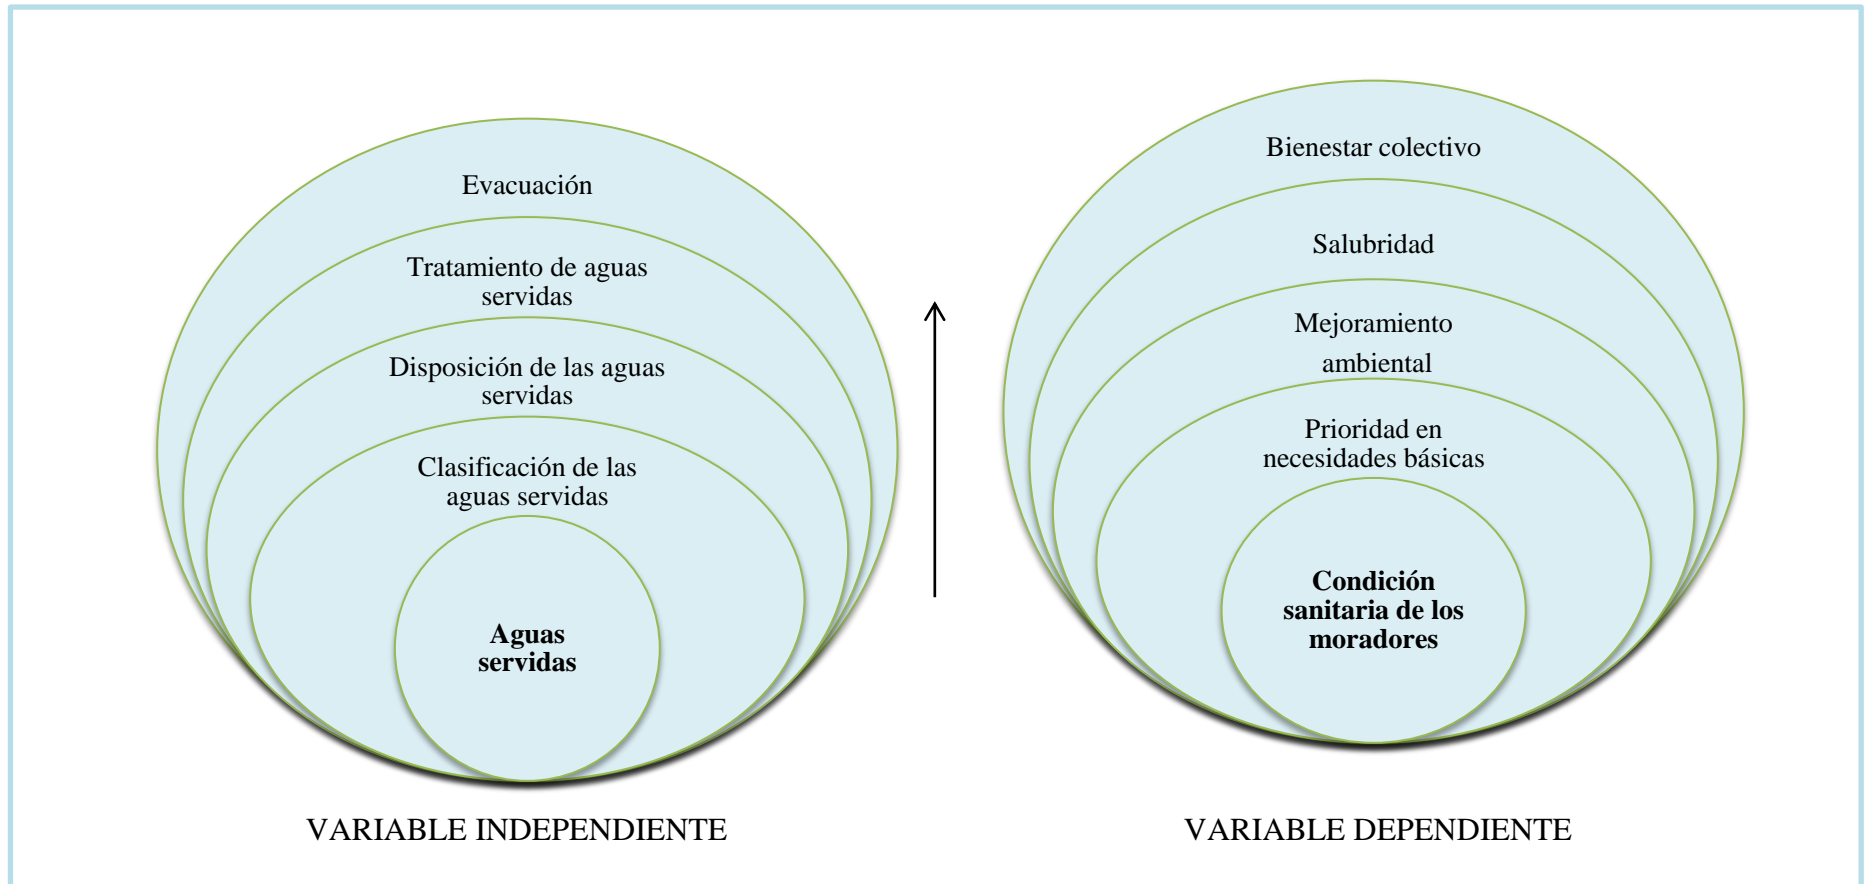 Evacuación
Tratamiento de aguas
servidas
Disposición de las aguas
servidas
Clasificación de las
aguas servidas
Aguas
servidas
VARIABLE INDEPENDIENTE
Bienestar colectivo
Salubridad
Mejoramiento
ambiental
Prioridad en
necesidades básicas
Condición
sanitaria de los
moradores
VARIABLE DEPENDIENTE